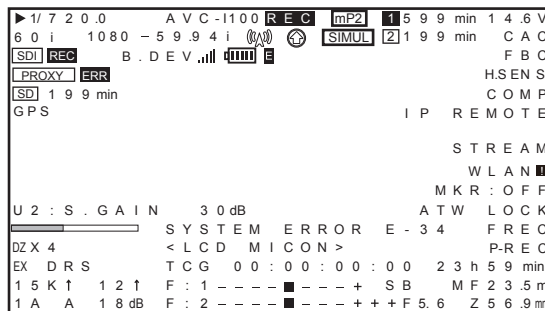 ▶1/720.0 AVC-I100 REC mP2 1 599 min 14.6V
60i 1080-59.94i SIMUL 2 199 min CAC
SDI REC B.DEV E FBC
PROXY ERR H.SENS
SD 199min COMP
GPS IP REMOTE
STREAM
WLAN !
MKR:OFF
U2:S.GAIN 30dB ATW LOCK
SYSTEM ERROR E-34 FREC
DZX4 <LCD MICON> P-REC
EX DRS TCG 00:00:00:00 23h59min
15K↑ 12↑ F:1----■----+ SB MF23.5m
1A A 18dB F:2----■----+++F5.6 Z56.9mm